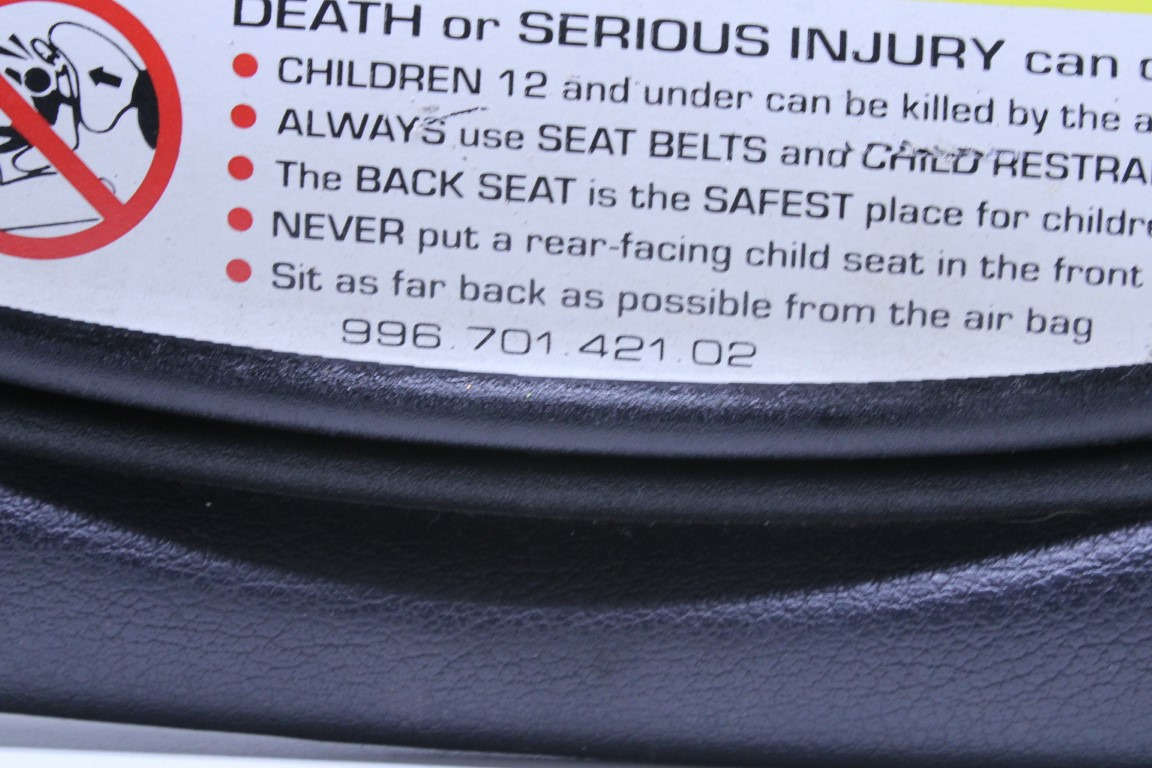 DEATH or SERIOUS INJURY can
CHILDREN 12 and under can be killed by the
ALWAYS use SEAT BELTS and CHILD
The BACK SEAT is the SAFEST place for
NEVER put a rear-facing child seat in the front
Sit as far back as possible from the air bag
996.701.421.02